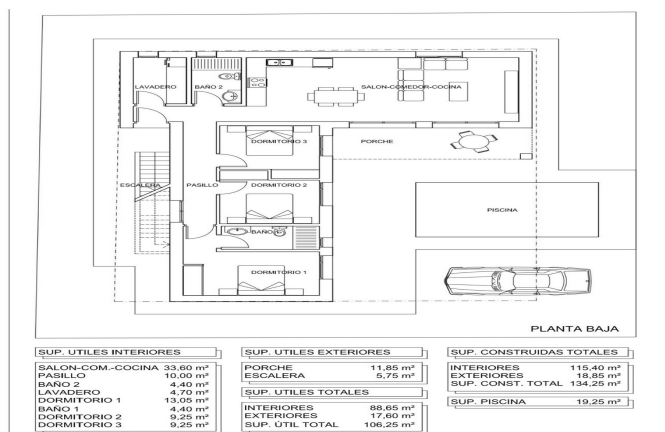 LAVADERO
BAÑO 2
SALON-COMEDOR-COCINA
DORMITORIO 3
PORCHE
ESCALERA
PASILLO
DORMITORIO 2
PISCINA
BAÑO 1
DORMITORIO 1
PLANTA BAJA
SUP. UTILES INTERIORES
SALON-COM.-COCINA 33,60 m²
PASILLO 10,00 m²
BAÑO 2 4,40 m²
LAVADERO 4,70 m²
DORMITORIO 1 13,05 m²
BAÑO 1 4,40 m²
DORMITORIO 2 9,25 m²
DORMITORIO 3 9,25 m²
SUP. UTILES EXTERIORES
PORCHE 11,85 m²
ESCALERA 5,75 m²
SUP. UTILES TOTALES
INTERIORES 88,65 m²
EXTERIORES 17,60 m²
SUP. ÚTIL TOTAL 106,25 m²
SUP. CONSTRUIDAS TOTALES
INTERIORES 115,40 m²
EXTERIORES 18,85 m²
SUP. CONST. TOTAL 134,25 m²
SUP. PISCINA 19,25 m²